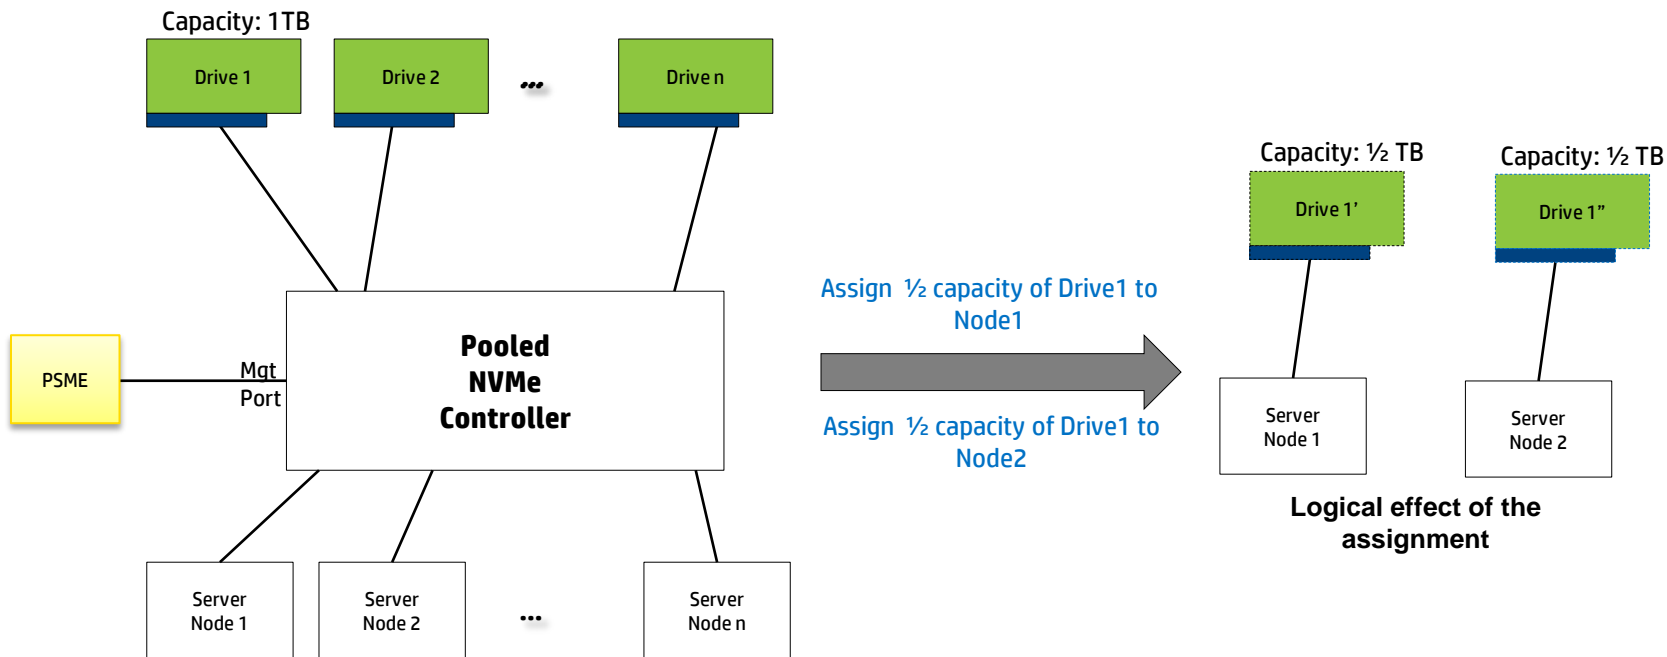 Capacity: 1TB
Drive 1
Drive 2
...
Drive n
Capacity: ½ TB
Capacity: ½ TB
Drive 1’
Drive 1”
Assign ½ capacity of Drive1 to
Node1
PSME
Mgt
Port
Pooled
NVMe
Controller
Assign ½ capacity of Drive1 to
Node2
Server
Node 1
Server
Node 2
Logical effect of the
assignment
Server
Node 1
Server
Node 2
...
Server
Node n